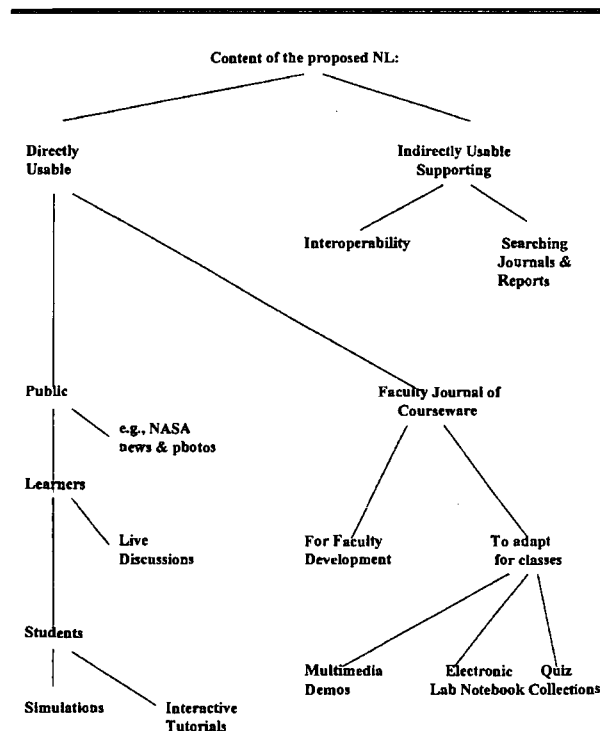 Content of the proposed NL:
Directly
Usable
Indirectly Usable
Supporting
Interoperability
Searching
Journals &
Reports
Public
e.g., NASA
news & photos
Faculty Journal of
Courseware
Learners
Live
Discussions
For Faculty
Development
To adapt
for classes
Students
Simulations
Interactive
Tutorials
Multimedia
Demos
Electronic
Lab Notebook
Quiz
Collections